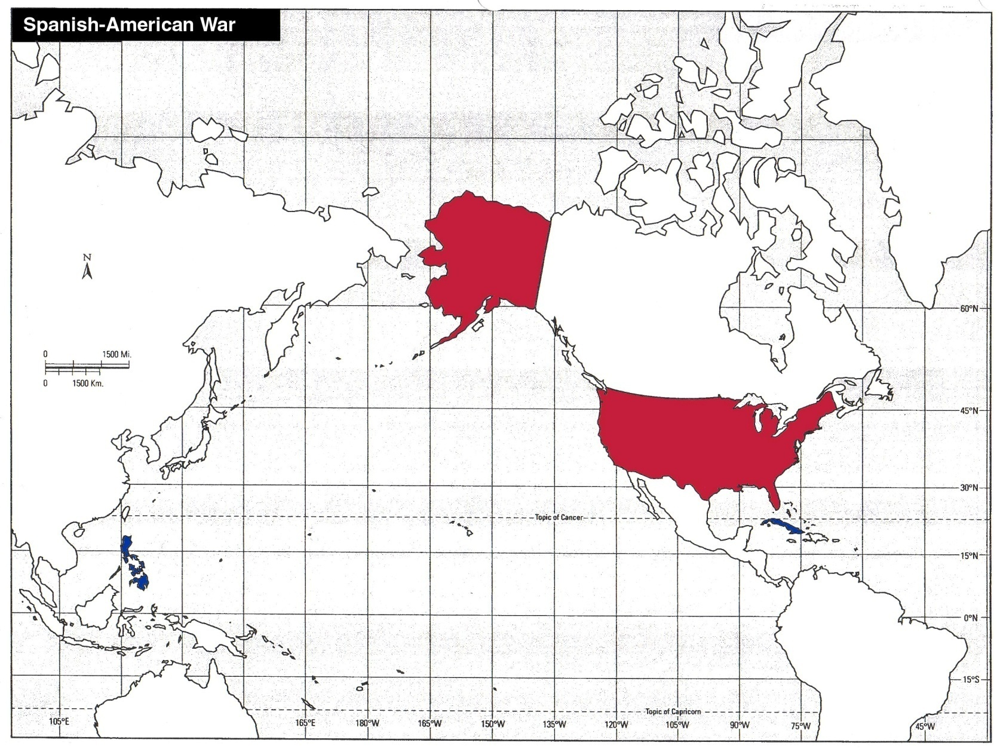 Spanish-American War
N
0 1500 Mi.
0 1500 Km.
60°N
45°N
30°N
Topic of Cancer
15°N
0°N
15°S
Topic of Capricorn
105°E 165°E 180°W 165°W 150°W 135°W 120°W 105°W 90°W 75°W 45°W